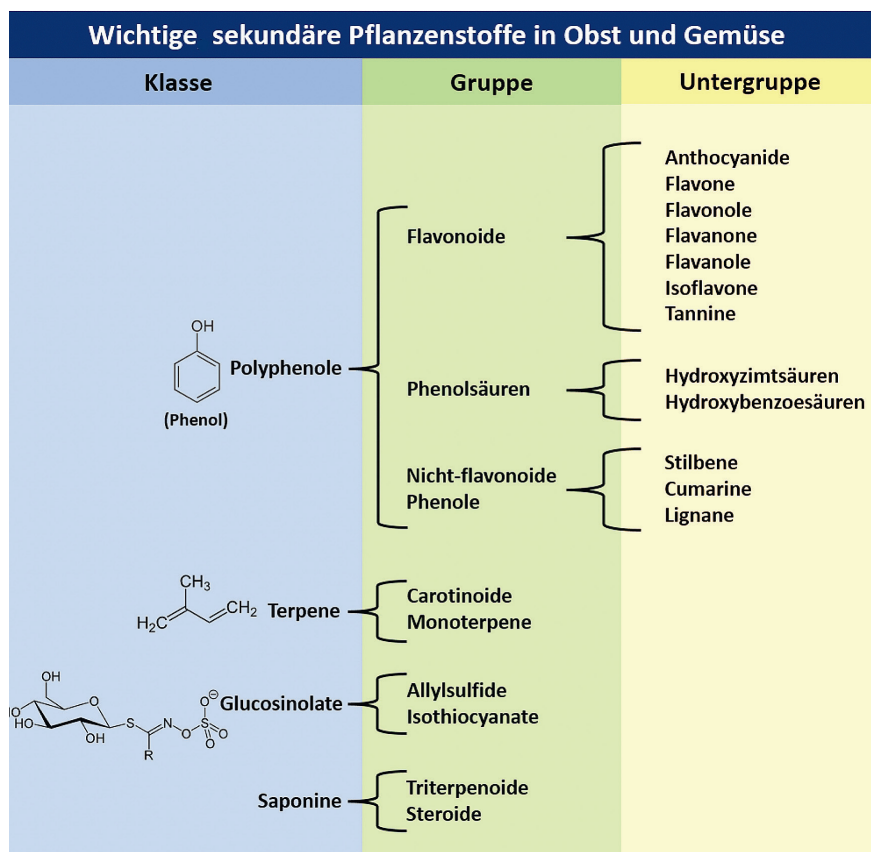 Wichtige sekundäre Pflanzenstoffe in Obst und Gemüse
Klasse
Gruppe
Untergruppe
OH
(Phenol)
Polyphenole
Flavonoide
Anthocyanide
Flavone
Flavonole
Flavanone
Flavanole
Isoflavone
Tannine
Phenolsäuren
Hydroxyzimtsäuren
Hydroxybenzoesäuren
Nicht-flavonoide
Phenole
Stilbene
Cumarine
Lignane
CH₃
H₂C
CH₂
Terpene
Carotinoide
Monoterpene
OH
O
HO
HO
OH
S
N
O
R
O⊖
S
O
O
Glucosinolate
Allylsulfide
Isothiocyanate
Saponine
Triterpenoide
Steroide